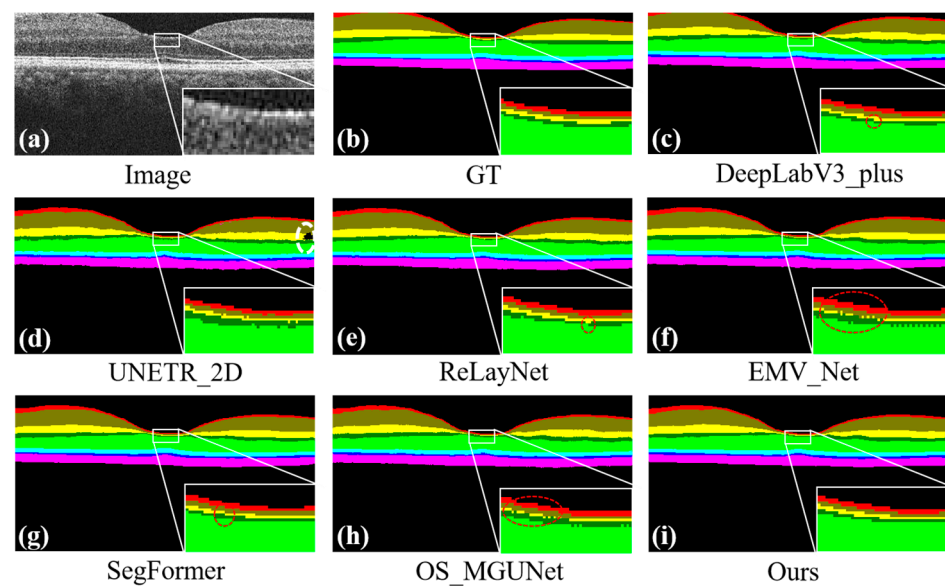 (a) (b) (c)
Image GT DeepLabV3_plus
(d) (e) (f)
UNETR_2D ReLayNet EMV_Net
(g) (h) (i)
SegFormer OS_MGUNet Ours